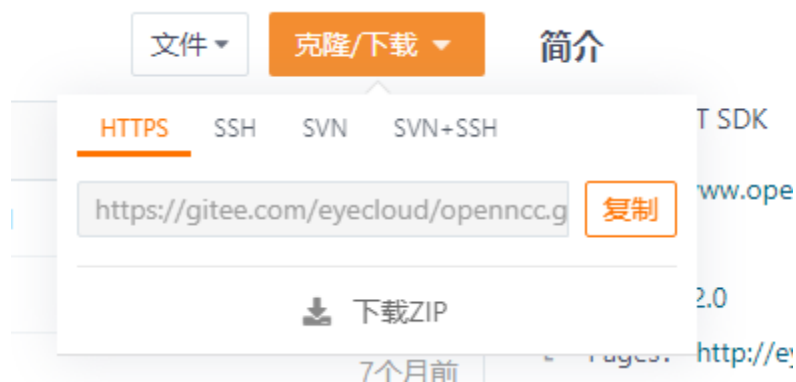 文件
克隆/下载
简介
HTTPS SSH SVN SVN+SSH
T SDK
https://gitee.com/eyecloud/openncc.g
复制
ww.ope
下载ZIP
2.0
http://ey
7个月前